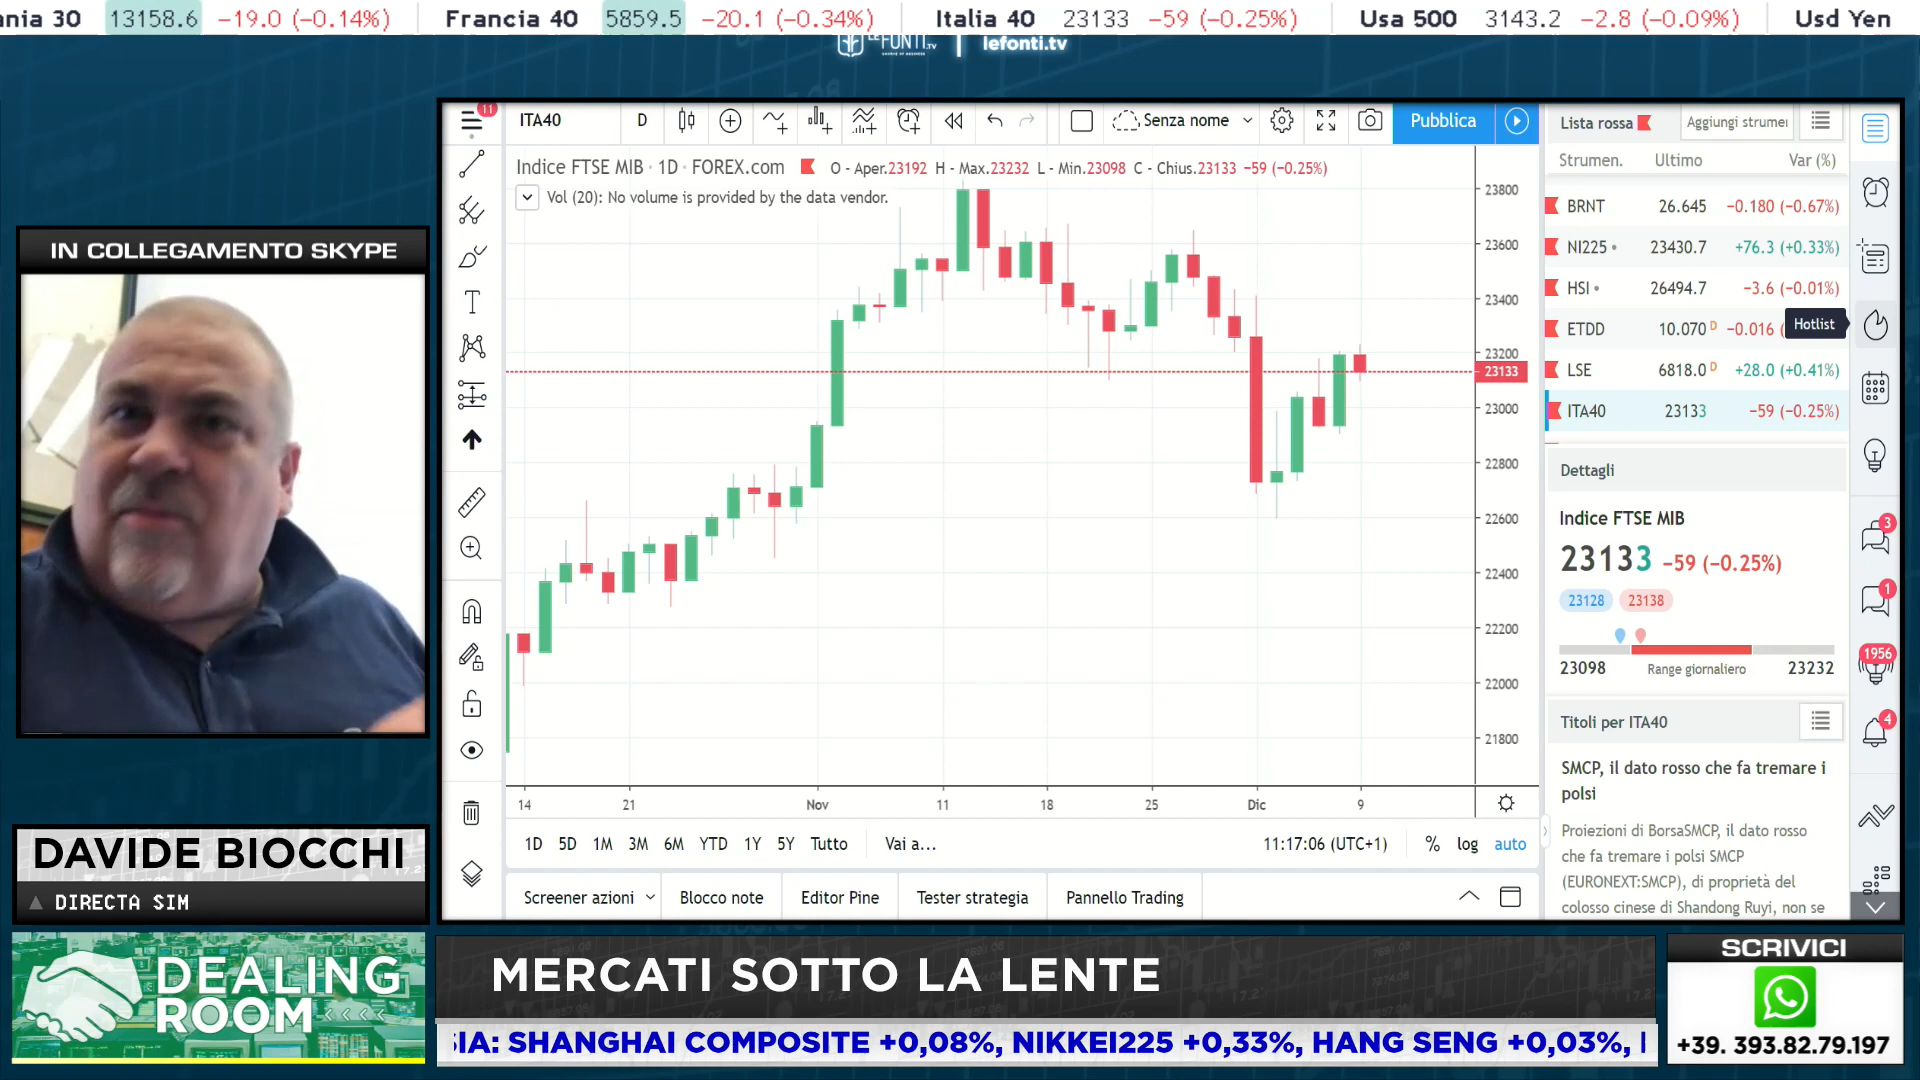 nia 30 13158.6 −19.0 (−0.14%) Francia 40 5859.5 −20.1 (−0.34%) Italia 40 23133 −59 (−0.25%) Usa 500 3143.2 −2.8 (−0.09%) Usd Yen
LEFONTI.TV lefonti.tv
IN COLLEGAMENTO SKYPE
11
ITA40 D Senza nome Pubblica
Indice FTSE MIB · 1D · FOREX.com O - Aper.23192 H - Max.23232 L - Min.23098 C - Chius.23133 −59 (−0.25%)
Vol (20): No volume is provided by the data vendor.
23800
23600
23400
23200
23133
23000
22800
22600
22400
22200
22000
21800
14 21 Nov 11 18 25 Dic 9
1D 5D 1M 3M 6M YTD 1Y 5Y Tutto Vai a... 11:17:06 (UTC+1) % log auto
Screener azioni Blocco note Editor Pine Tester strategia Pannello Trading
Lista rossa Aggiungi strumen
Strumen. Ultimo Var (%)
BRNT 26.645 −0.180 (−0.67%)
NI225 23430.7 +76.3 (+0.33%)
HSI 26494.7 −3.6 (−0.01%)
ETDD 10.070 D −0.016 (
Hotlist
LSE 6818.0 D +28.0 (+0.41%)
ITA40 23133 −59 (−0.25%)
Dettagli
Indice FTSE MIB
23133 −59 (−0.25%)
23128 23138
23098 Range giornaliero 23232
Titoli per ITA40
SMCP, il dato rosso che fa tremare i
polsi
Proiezioni di BorsaSMCP, il dato rosso
che fa tremare i polsi SMCP
(EURONEXT:SMCP), di proprietà del
colosso cinese di Shandong Ruyi, non se
3
1
1956
4
DAVIDE BIOCCHI
DIRECTA SIM
DEALING
ROOM
MERCATI SOTTO LA LENTE
SIA: SHANGHAI COMPOSITE +0,08%, NIKKEI225 +0,33%, HANG SENG +0,03%,
SCRIVICI
+39. 393.82.79.197